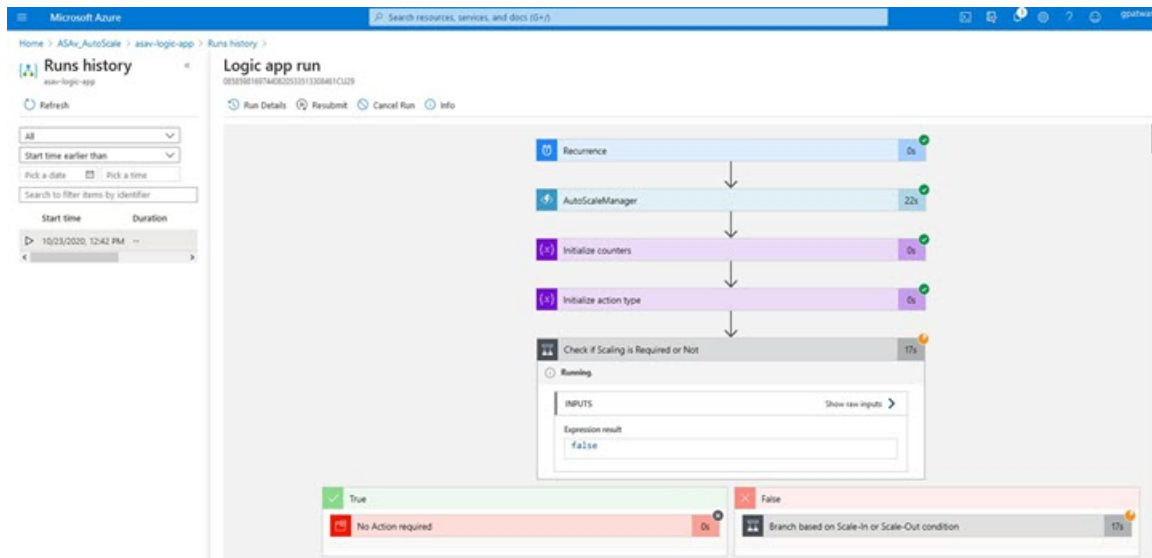 Microsoft Azure
Search resources, services, and docs (G+/)
gpatwar
Home > ASAv_AutoScale > asav-logic-app > Runs history >
Runs history
asav-logic-app
Refresh
All
Start time earlier than
Pick a date
Pick a time
Search to filter items by identifier
Start time
Duration
10/23/2020, 12:42 PM
--
Logic app run
Run Details
Resubmit
Cancel Run
Info
Recurrence
0s
AutoScaleManager
22s
Initialize counters
0s
Initialize action type
0s
Check if Scaling is Required or Not
17s
Running.
INPUTS
Show raw inputs
Expression result
false
True
No Action required
0s
False
Branch based on Scale-In or Scale-Out condition
17s